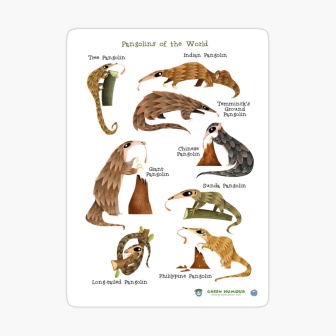 Pangolins of the World
Tree Pangolin
Indian Pangolin
Temminck's
Ground
Pangolin
Chinese
Pangolin
Giant
Pangolin
Sunda Pangolin
Long-tailed Pangolin
Philippine Pangolin
GREEN HUMOUR